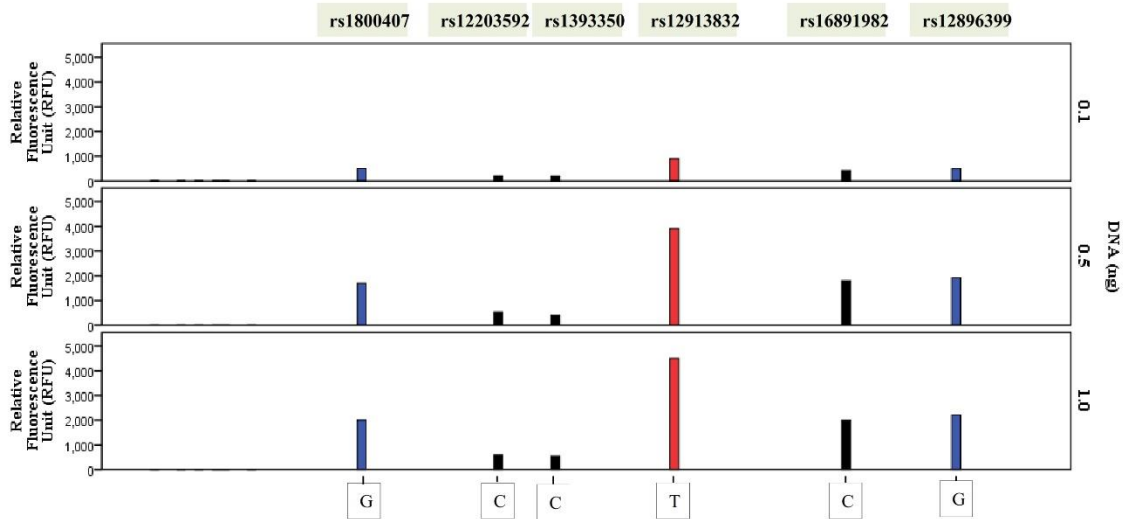 rs1800407 rs12203592 rs1393350 rs12913832 rs16891982 rs12896399
Relative
Fluorescence
Unit (RFU)
5,000
4,000
3,000
2,000
1,000
0
0.1
Relative
Fluorescence
Unit (RFU)
5,000
4,000
3,000
2,000
1,000
0
0.5
DNA (ng)
Relative
Fluorescence
Unit (RFU)
5,000
4,000
3,000
2,000
1,000
0
1.0
G C C T C G